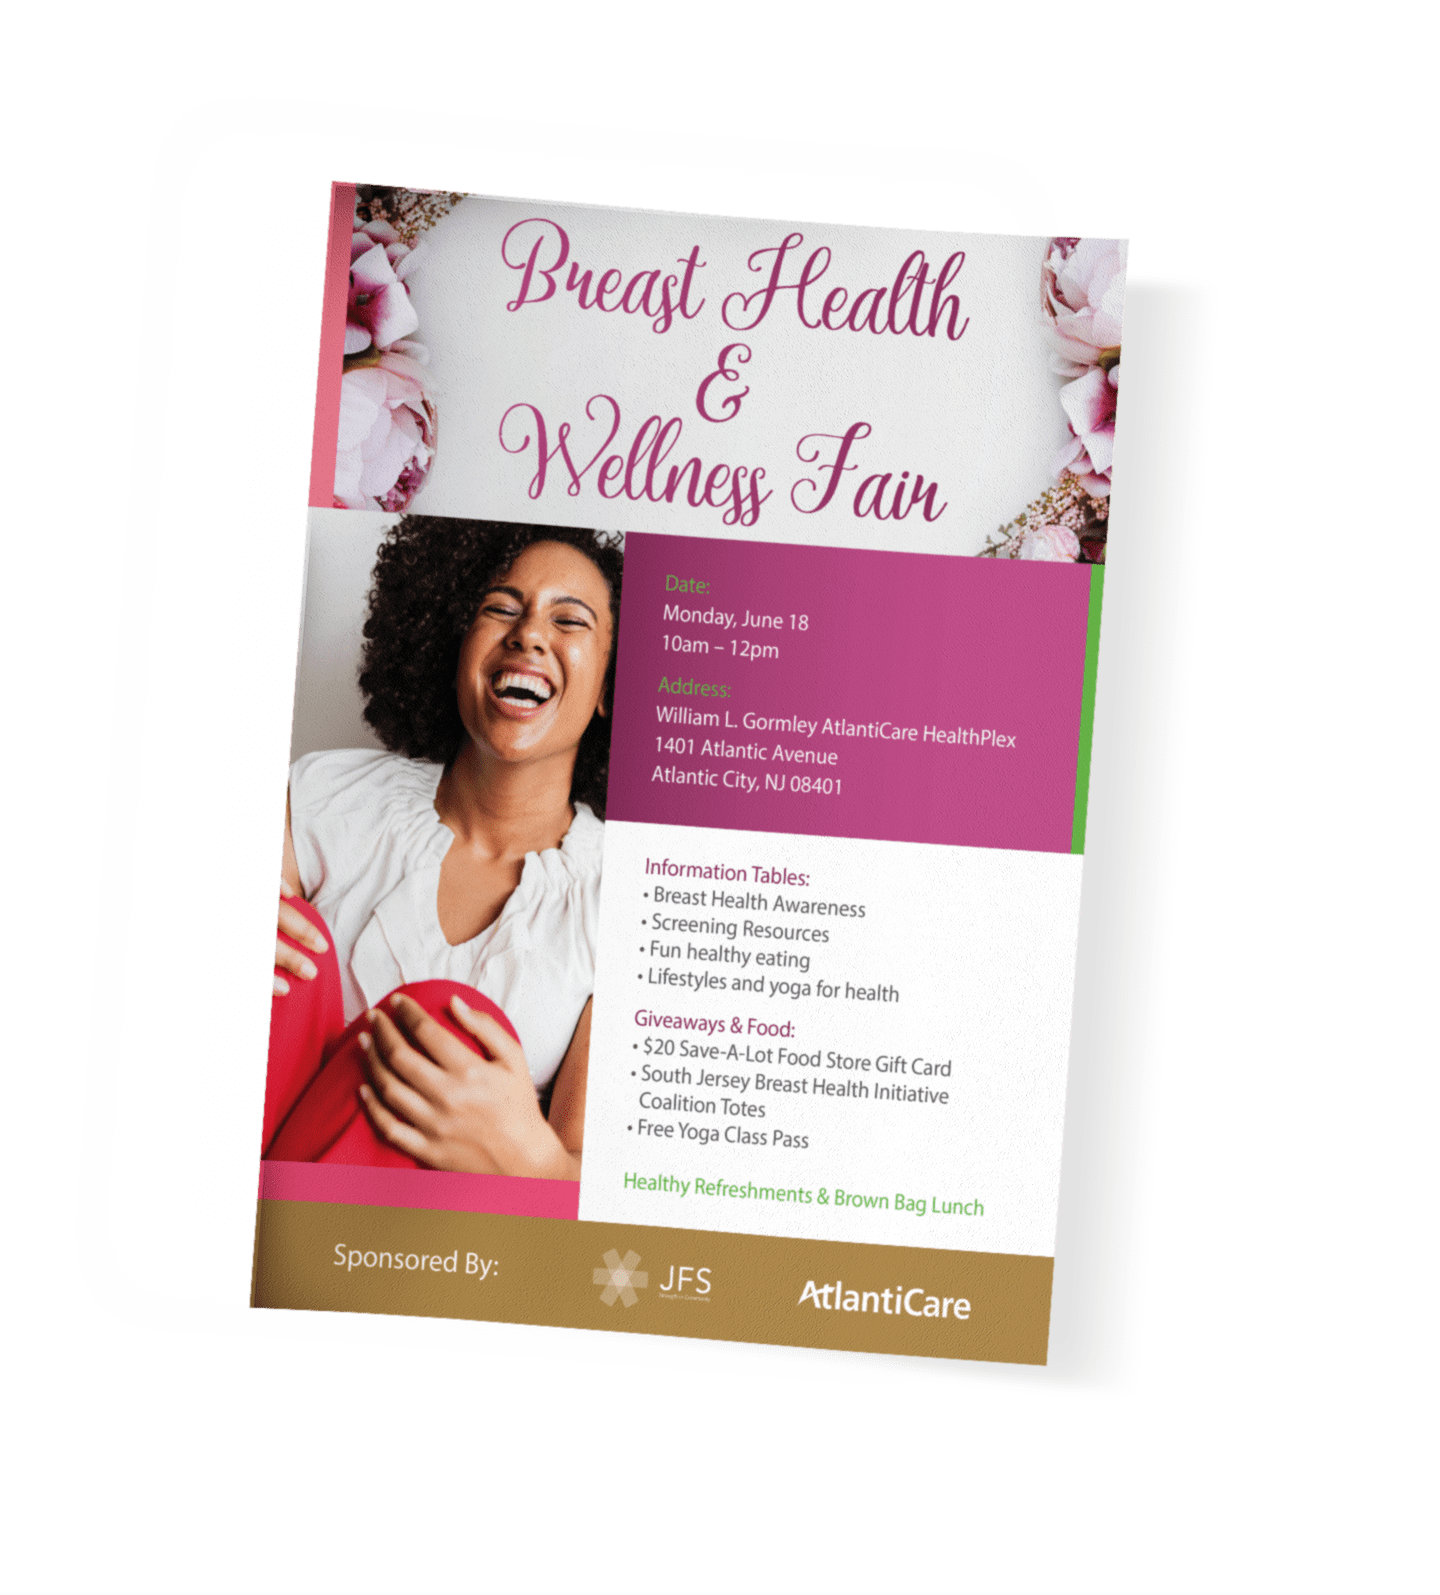 Breast Health
&
Wellness Fair
Date:
Monday, June 18
10am – 12pm
Address:
William L. Gormley AtlantiCare HealthPlex
1401 Atlantic Avenue
Atlantic City, NJ 08401
Information Tables:
• Breast Health Awareness
• Screening Resources
• Fun healthy eating
• Lifestyles and yoga for health
Giveaways & Food:
• $20 Save-A-Lot Food Store Gift Card
• South Jersey Breast Health Initiative
Coalition Totes
• Free Yoga Class Pass
Healthy Refreshments & Brown Bag Lunch
Sponsored By:
JFS
AtlantiCare